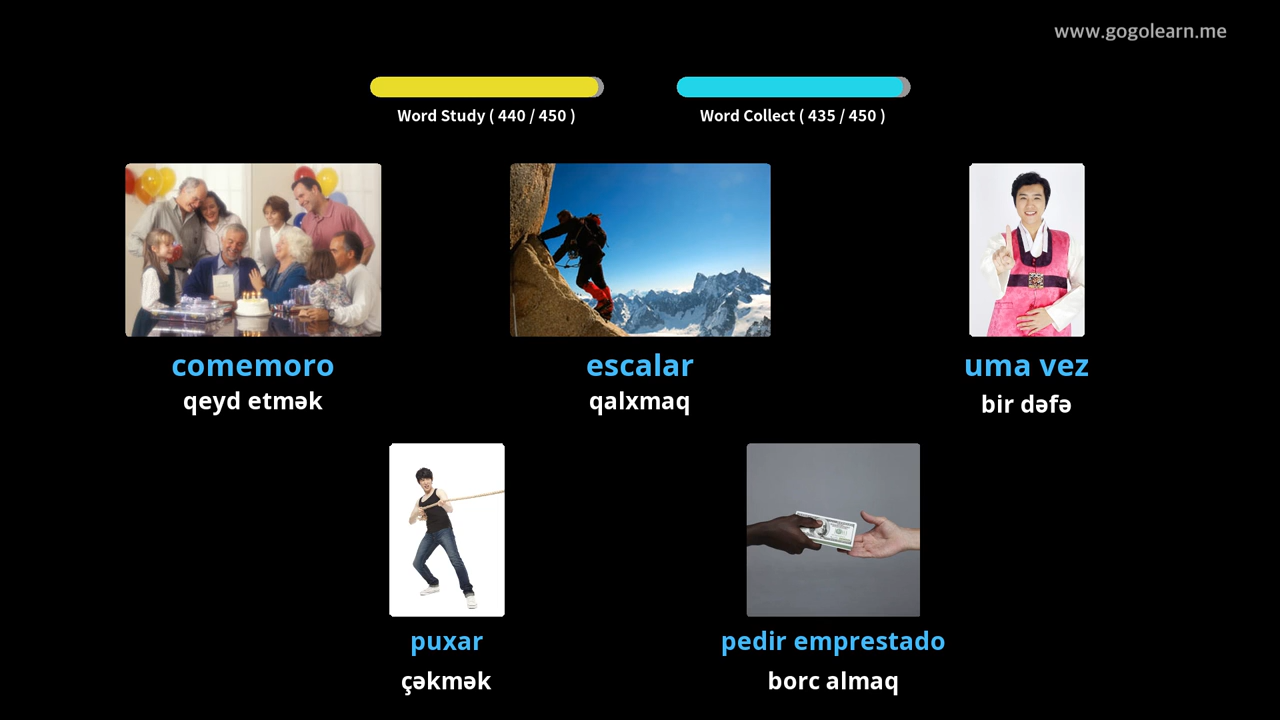 www.gogolearn.me
Word Study ( 440 / 450 )
Word Collect ( 435 / 450 )
comemoro
qeyd etmək
escalar
qalxmaq
uma vez
bir dəfə
puxar
çəkmək
pedir emprestado
borc almaq